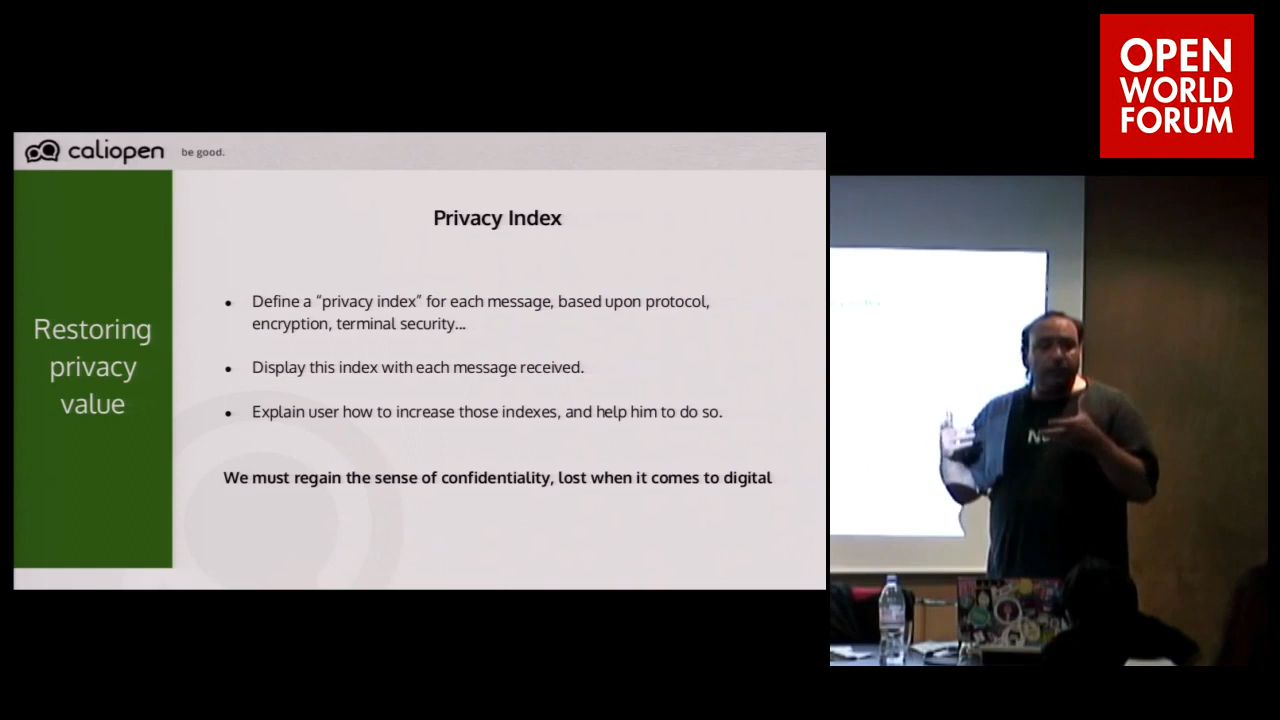 OPEN
WORLD
FORUM
caliopen be good.
Restoring
privacy
value
Privacy Index
• Define a “privacy index” for each message, based upon protocol,
encryption, terminal security...
• Display this index with each message received.
• Explain user how to increase those indexes, and help him to do so.
We must regain the sense of confidentiality, lost when it comes to digital